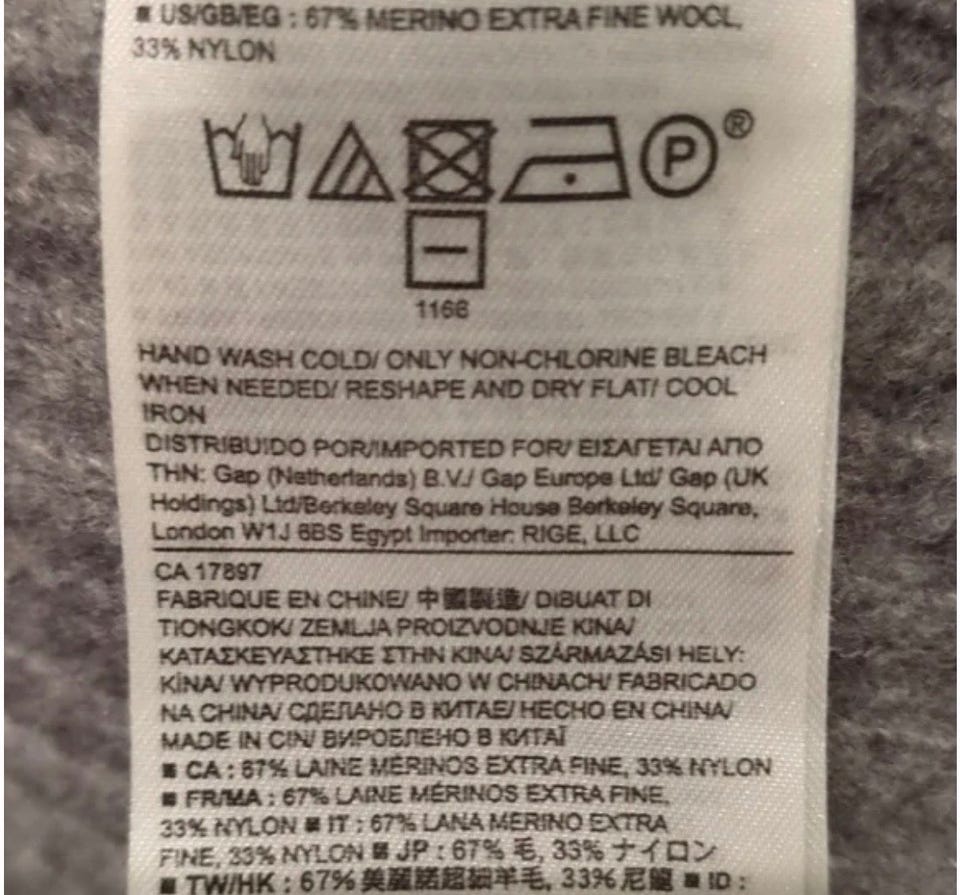 ■ US/GB/EG : 67% MERINO EXTRA FINE WOOL,
33% NYLON
P ®
1166
HAND WASH COLD/ ONLY NON-CHLORINE BLEACH
WHEN NEEDED/ RESHAPE AND DRY FLAT/ COOL
IRON
DISTRIBUIDO POR/IMPORTED FOR/ ΕΙΣΑΓΕΤΑΙ ΑΠΟ
ΤΗΝ: Gap (Netherlands) B.V./ Gap Europe Ltd/ Gap (UK
Holdings) Ltd/Berkeley Square House Berkeley Square,
London W1J 6BS Egypt Importer: RIGE, LLC
CA 17897
FABRIQUE EN CHINE/ 中國製造/ DIBUAT DI
TIONGKOK/ ZEMLJA PROIZVODNJE KINA/
ΚΑΤΑΣΚΕΥΑΣΤΗΚΕ ΣΤΗΝ ΚΙΝΑ/ SZÁRMAZÁSI HELY:
KÍNA/ WYPRODUKOWANO W CHINACH/ FABRICADO
NA CHINA/ СДЕЛАНО В КИТАЕ/ HECHO EN CHINA/
MADE IN CIN/ ВИРОБЛЕНО В КИТАЇ
■ CA : 67% LAINE MÉRINOS EXTRA FINE, 33% NYLON
■ FR/MA : 67% LAINE MÉRINOS EXTRA FINE,
33% NYLON ■ IT : 67% LANA MERINO EXTRA
FINE, 33% NYLON ■ JP : 67% 毛, 33% ナイロン
■ TW/HK : 67% 美麗諾超細羊毛, 33% 尼龍 ■ ID :